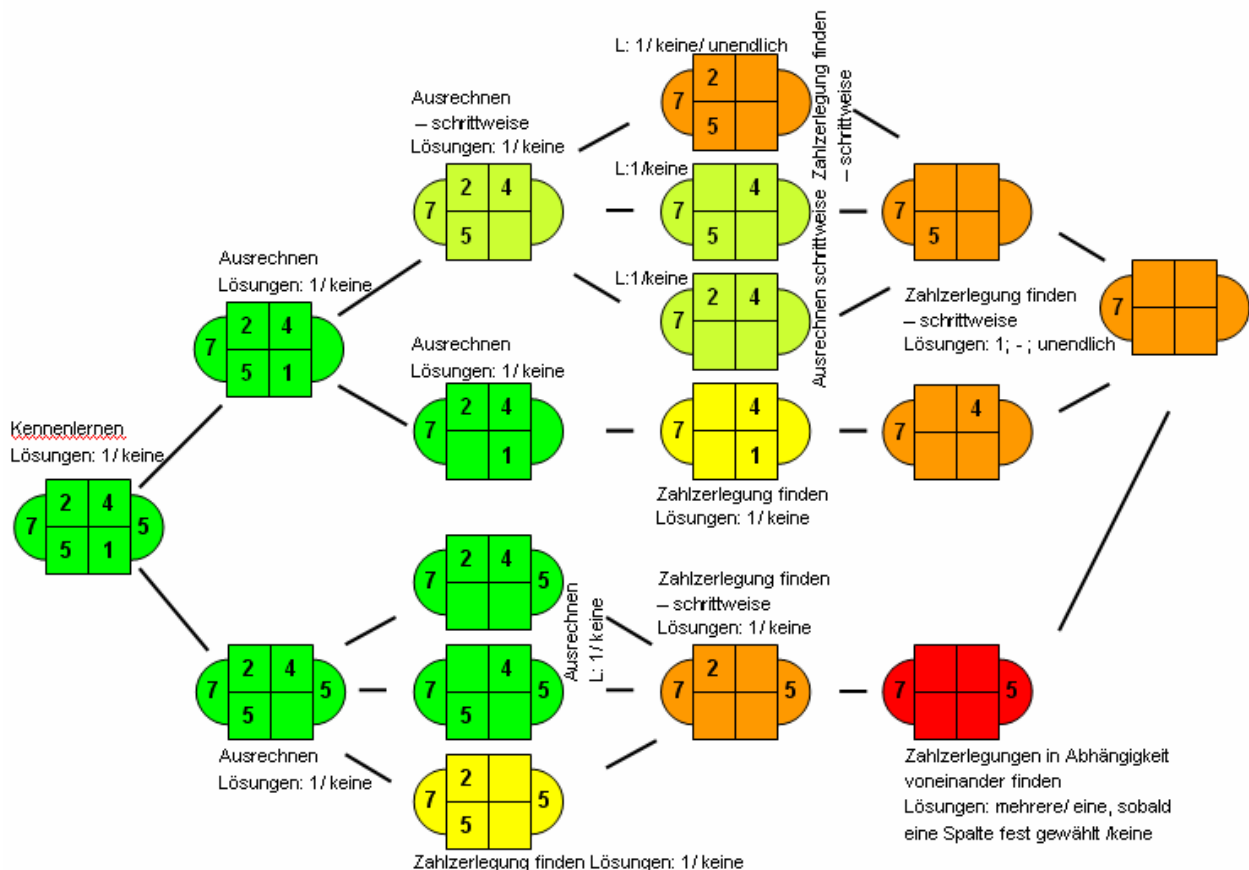 L: 1/ keine/ unendlich
2
7
5
Zahlzerlegung finden
– schrittweise
Ausrechnen
– schrittweise
Lösungen: 1/ keine
2 4
7
5
L:1/keine
4
7
5
Ausrechnen schrittweise
7
5
Ausrechnen
Lösungen: 1/ keine
2 4
7
5 1
L:1/keine
2 4
7
Zahlzerlegung finden
– schrittweise
Lösungen: 1; - ; unendlich
7
Ausrechnen
Lösungen: 1/ keine
2 4
7
1
4
7
1
Zahlzerlegung finden
Lösungen: 1/ keine
4
7
Kennenlernen
Lösungen: 1/ keine
2 4
7 5
5 1
2 4
7 5
Ausrechnen
L: 1/ keine
Zahlzerlegung finden
– schrittweise
Lösungen: 1/ keine
2 4
7 5
5
Ausrechnen
Lösungen: 1/ keine
4
7 5
5
2
7 5
7 5
Zahlzerlegungen in Abhängigkeit
voneinander finden
Lösungen: mehrere/ eine, sobald
eine Spalte fest gewählt /keine
2
7 5
5
Zahlzerlegung finden Lösungen: 1/ keine